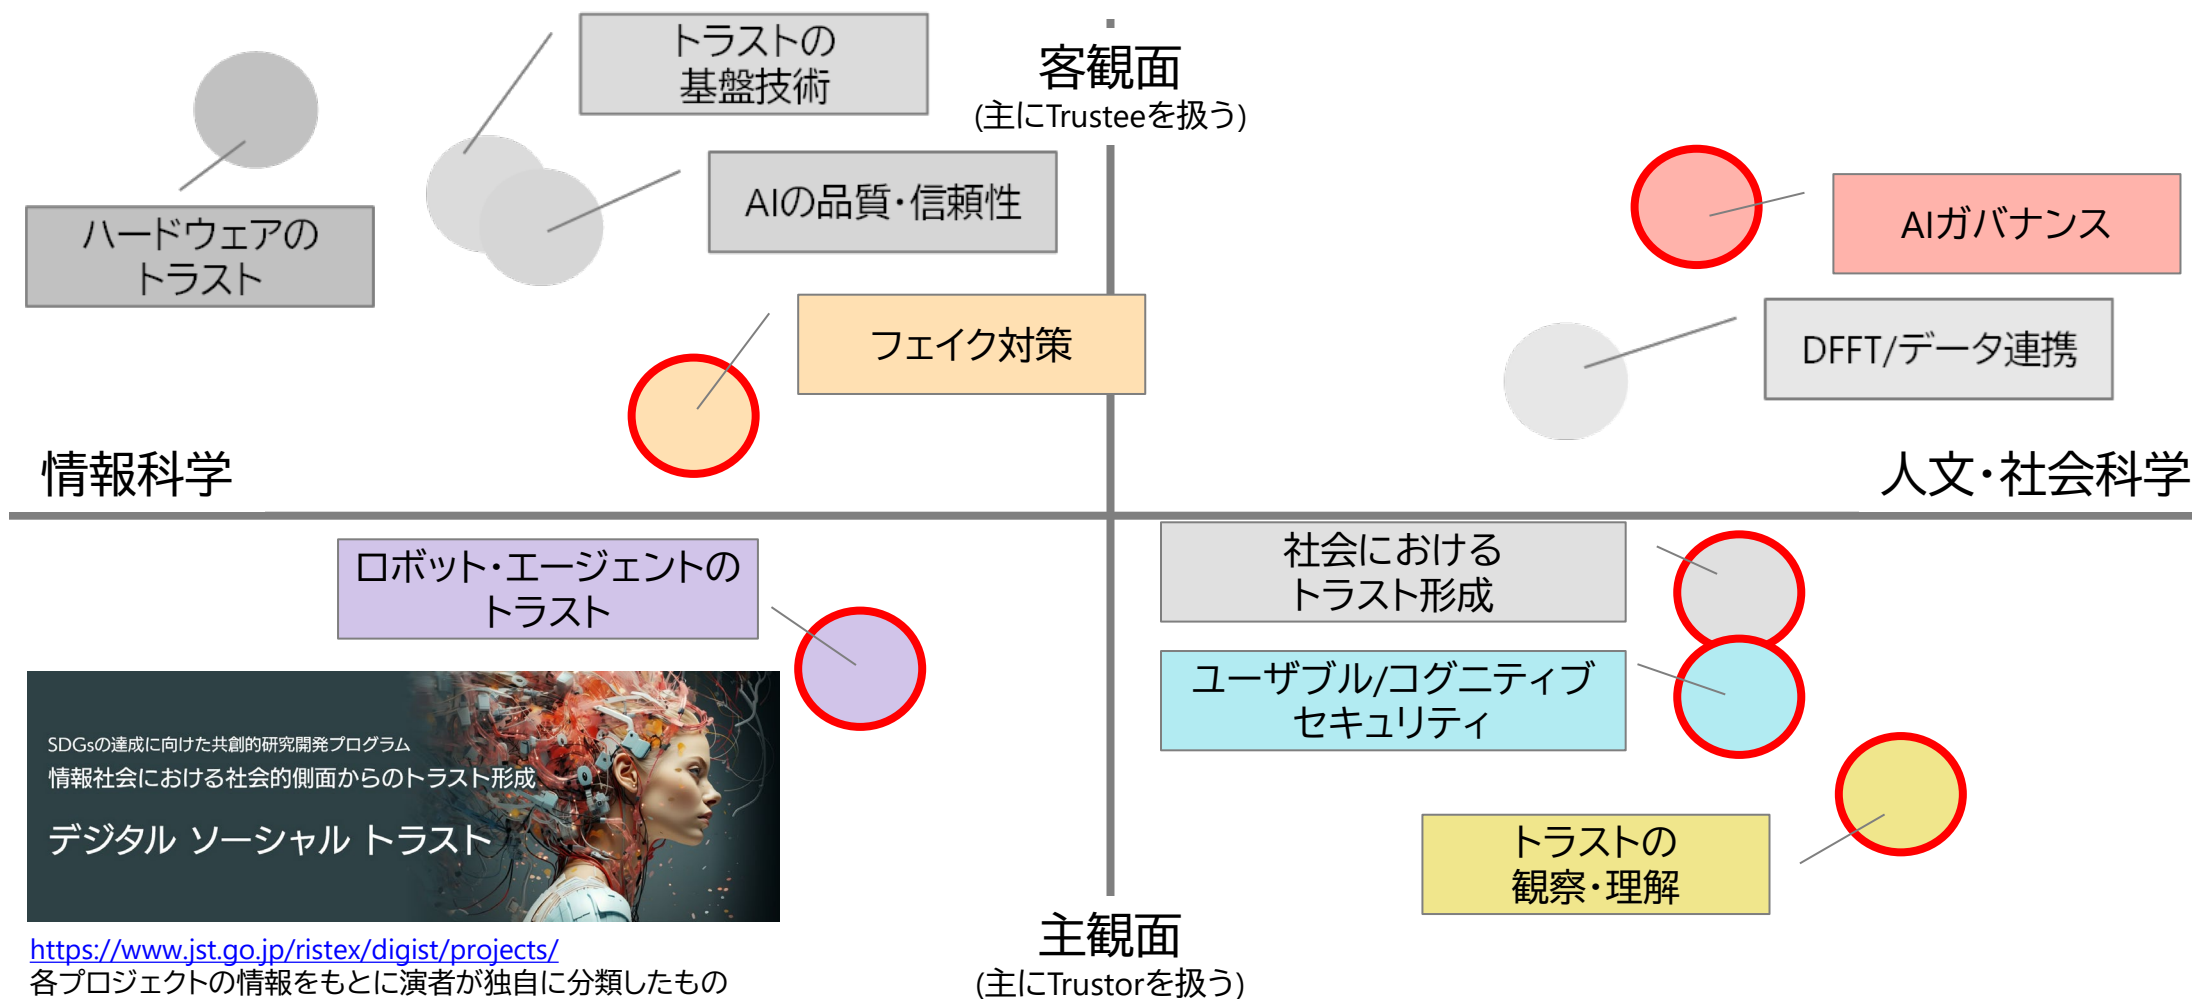 トラストの
基盤技術
客観面
(主にTrusteeを扱う)
AIの品質・信頼性
ハードウェアの
トラスト
AIガバナンス
フェイク対策
DFFT/データ連携
情報科学
人文・社会科学
ロボット・エージェントの
トラスト
社会における
トラスト形成
ユーザブル/コグニティブ
セキュリティ
SDGsの達成に向けた共創的研究開発プログラム
情報社会における社会的側面からのトラスト形成
デジタル ソーシャル トラスト
トラストの
観察・理解
主観面
(主にTrustorを扱う)
https://www.jst.go.jp/ristex/digist/projects/
各プロジェクトの情報をもとに演者が独自に分類したもの